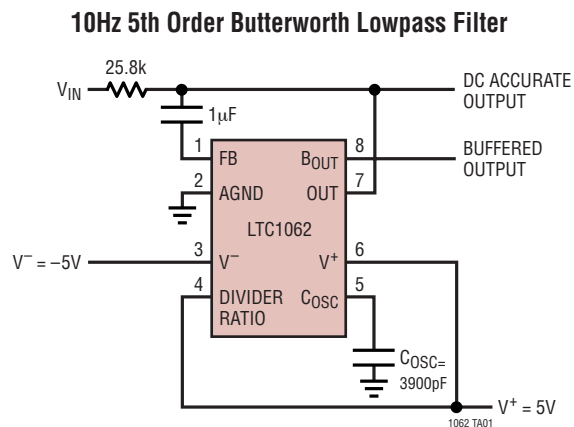 10Hz 5th Order Butterworth Lowpass Filter
25.8k
VIN
DC ACCURATE
OUTPUT
1µF
1
FB
BOUT
8
BUFFERED
OUTPUT
2
AGND
OUT
7
LTC1062
V– = –5V
3
V–
V+
6
4
DIVIDER
RATIO
COSC
5
COSC=
3900pF
V+ = 5V
1062 TA01